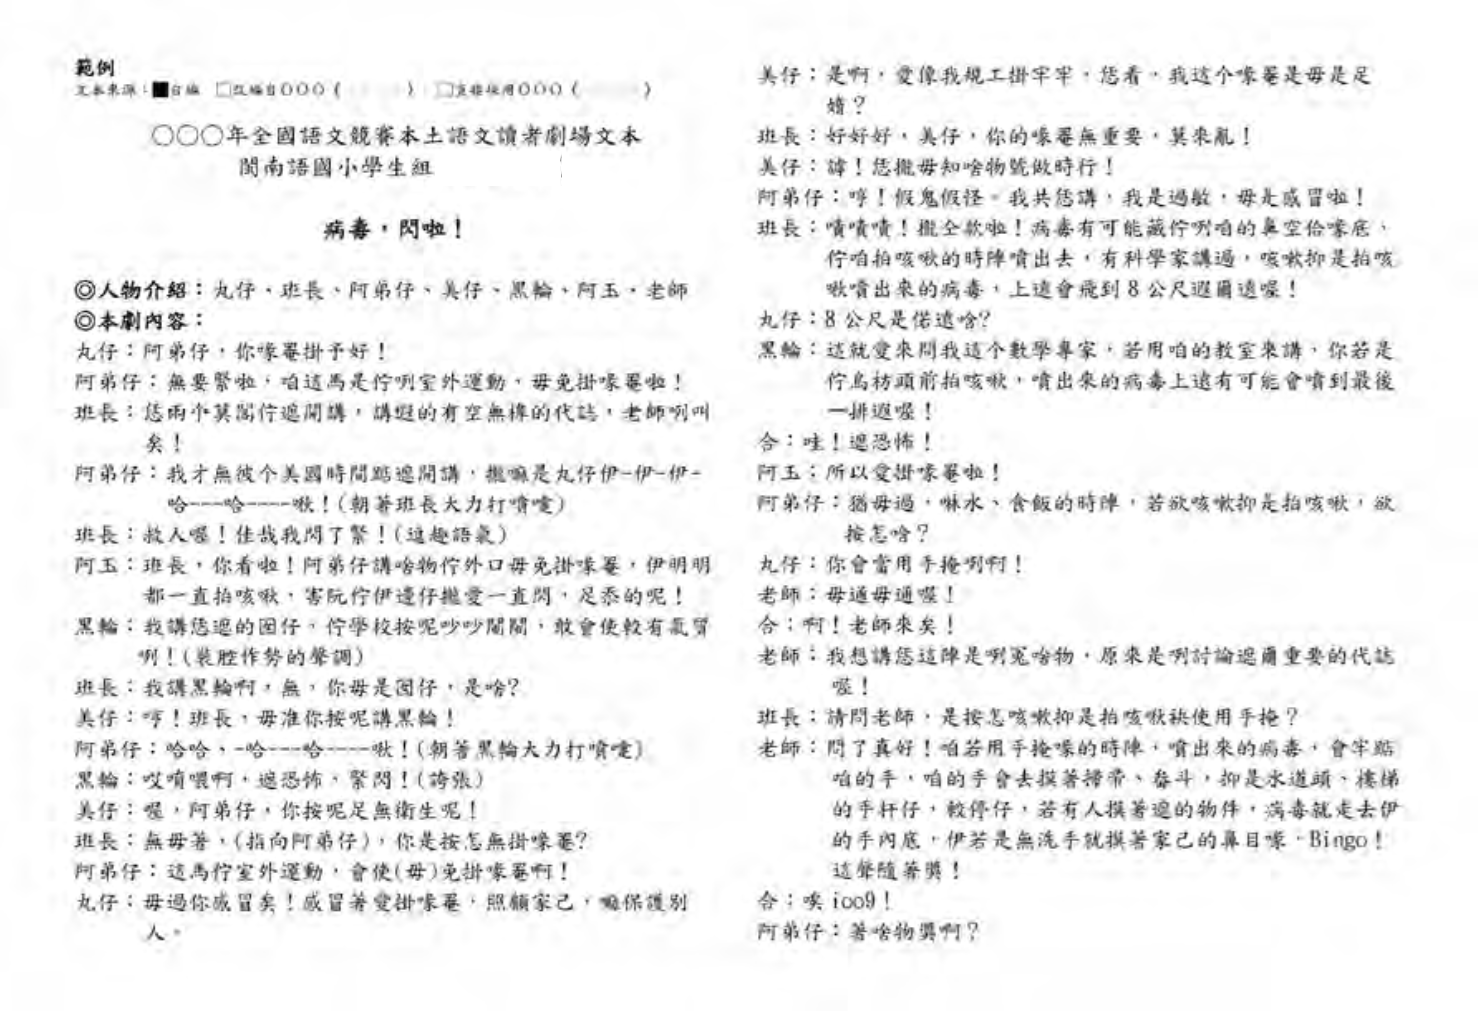 範例
文本來源：■自編　□改編自○○○（　　　）　□直接採用○○○（　　　）
○○○年全國語文競賽本土語文讀者劇場文本
閩南語國小學生組
病毒，閃啦！
◎人物介紹：丸仔、班長、阿弟仔、美仔、黑輪、阿玉、老師
◎本劇內容：
丸仔：阿弟仔，你喙罨掛予好！
阿弟仔：無要緊啦，咱這馬是佇咧室外運動，毋免掛喙罨啦！
班長：恁兩个莫閣佇遮開講，講遐的有空無榫的代誌，老師咧叫
矣！
阿弟仔：我才無彼个美國時間踮遮開講，攏嘛是丸仔伊-伊-伊-
哈---哈-----啾！(朝著班長大力打噴嚏)
班長：救人喔！佳哉我閃了緊！(逗趣語氣)
阿玉：班長，你看啦！阿弟仔講啥物佇外口毋免掛喙罨，伊明明
都一直拍咳啾，害阮佇伊邊仔攏愛一直閃，足忝的呢！
黑輪：我講恁遮的囡仔，佇學校按呢吵吵鬧鬧，敢會使較有氣質
咧！(裝腔作勢的聲調)
班長：我講黑輪啊，無，你毋是囡仔，是啥?
美仔：哼！班長，毋准你按呢講黑輪！
阿弟仔：哈哈、-哈---哈-----啾！(朝著黑輪大力打噴嚏)
黑輪：哎唷喂啊，遮恐怖，緊閃！(誇張)
美仔：喔，阿弟仔，你按呢足無衛生呢！
班長：無毋著，(指向阿弟仔)，你是按怎無掛喙罨?
阿弟仔：這馬佇室外運動，會使(毋)免掛喙罨啊！
丸仔：毋過你感冒矣！感冒著愛掛喙罨，照顧家己，嘛保護別
人。
美仔：是啊，愛像我規工掛牢牢，恁看，我這个喙罨是毋是足
媠？
班長：好好好，美仔，你的喙罨無重要，莫來亂！
美仔：諱！恁攏毋知啥物號做時行！
阿弟仔：哼！假鬼假怪。我共恁講，我是過敏，毋是感冒啦！
班長：嘖嘖嘖！攏仝款啦！病毒有可能藏佇咧咱的鼻空佮喙底、
佇咱拍咳啾的時陣噴出去，有科學家講過，咳嗽抑是拍咳
啾噴出來的病毒，上遠會飛到 8 公尺遐爾遠喔！
丸仔：8 公尺是偌遠啥?
黑輪：這就愛來問我這个數學專家，若用咱的教室來講，你若是
佇烏枋頭前拍咳啾，噴出來的病毒上遠有可能會噴到最後
一排遐喔！
合：哇！遮恐怖！
阿玉：所以愛掛喙罨啦！
阿弟仔：猶毋過，啉水、食飯的時陣，若欲咳嗽抑是拍咳啾，欲
按怎啥？
丸仔：你會當用手掩咧啊！
老師：毋通毋通喔！
合：啊！老師來矣！
老師：我想講恁這陣是咧冤啥物，原來是咧討論遮爾重要的代誌
喔！
班長：請問老師，是按怎咳嗽抑是拍咳啾袂使用手掩？
老師：問了真好！咱若用手掩喙的時陣，噴出來的病毒，會牢踮
咱的手，咱的手會去摸著掃帚、畚斗，抑是水道頭、樓梯
的手扞仔，較停仔，若有人摸著遮的物件，病毒就走去伊
的手內底，伊若是無洗手就摸著家己的鼻目喙，Bingo！
這聲隨著獎！
合：唉 ioo9！
阿弟仔：著啥物獎啊？